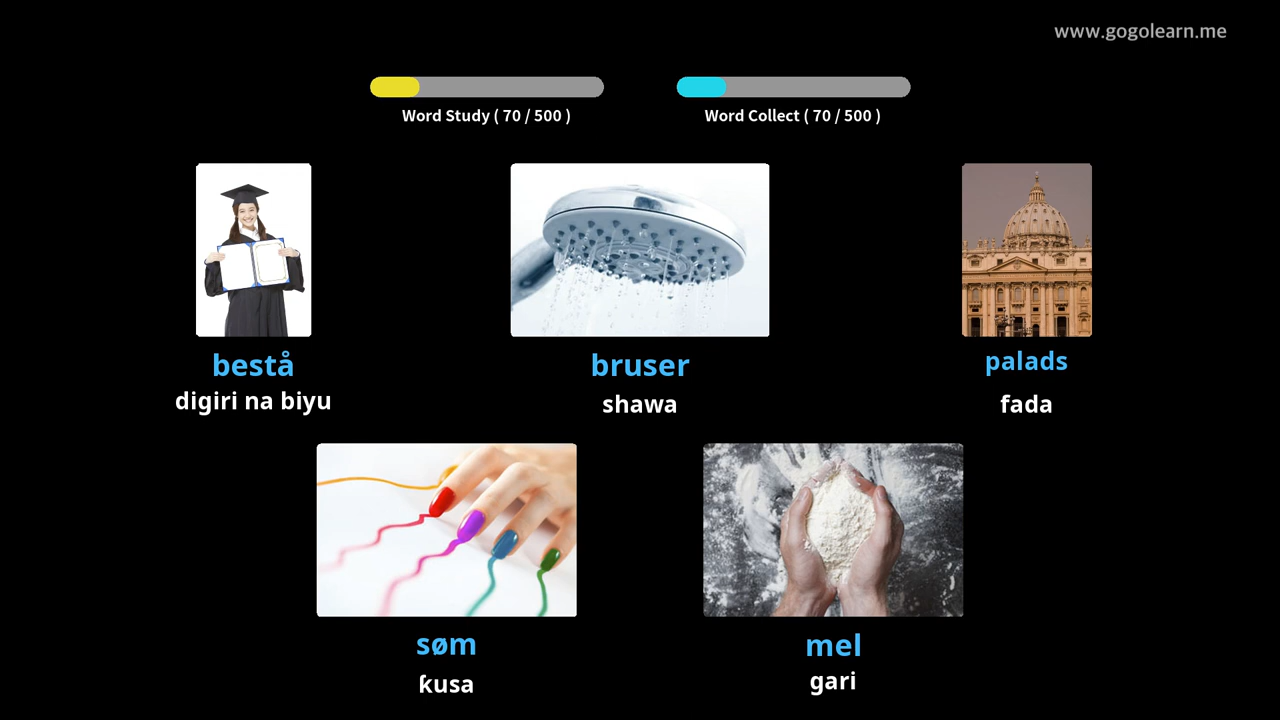 www.gogolearn.me
Word Study ( 70 / 500 )
Word Collect ( 70 / 500 )
bestå
digiri na biyu
bruser
shawa
palads
fada
søm
ƙusa
mel
gari